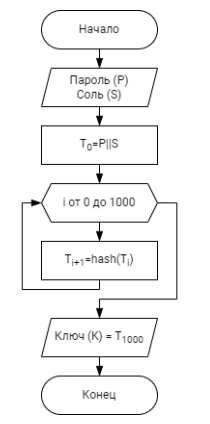 Начало
Пароль (P)
Соль (S)
T₀=P||S
i от 0 до 1000
Tᵢ₊₁=hash(Tᵢ)
Ключ (K) = T₁₀₀₀
Конец